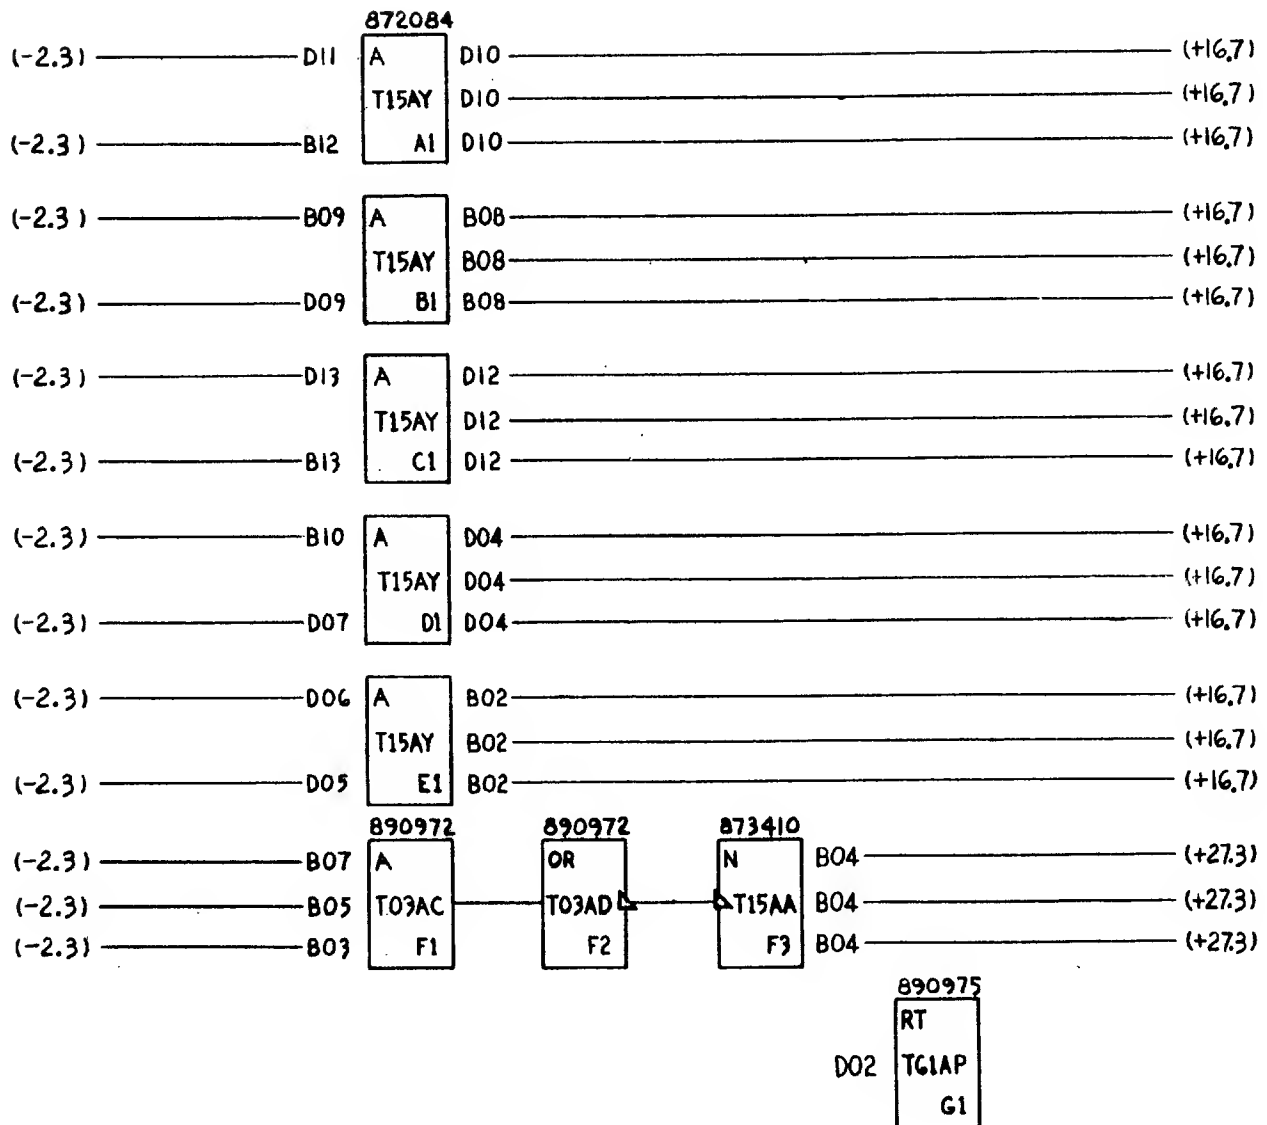 872084
(-2.3) D11 A D10 (+16.7)
T15AY D10 (+16.7)
(-2.3) B12 A1 D10 (+16.7)
(-2.3) B09 A B08 (+16.7)
T15AY B08 (+16.7)
(-2.3) D09 B1 B08 (+16.7)
(-2.3) D13 A D12 (+16.7)
T15AY D12 (+16.7)
(-2.3) B13 C1 D12 (+16.7)
(-2.3) B10 A D04 (+16.7)
T15AY D04 (+16.7)
(-2.3) D07 D1 D04 (+16.7)
(-2.3) D06 A B02 (+16.7)
T15AY B02 (+16.7)
(-2.3) D05 E1 B02 (+16.7)
890972 890972 873410
(-2.3) B07 A OR N B04 (+27.3)
(-2.3) B05 T03AC T03AD T15AA B04 (+27.3)
(-2.3) B03 F1 F2 F3 B04 (+27.3)
890975
RT
D02 TG1AP
G1